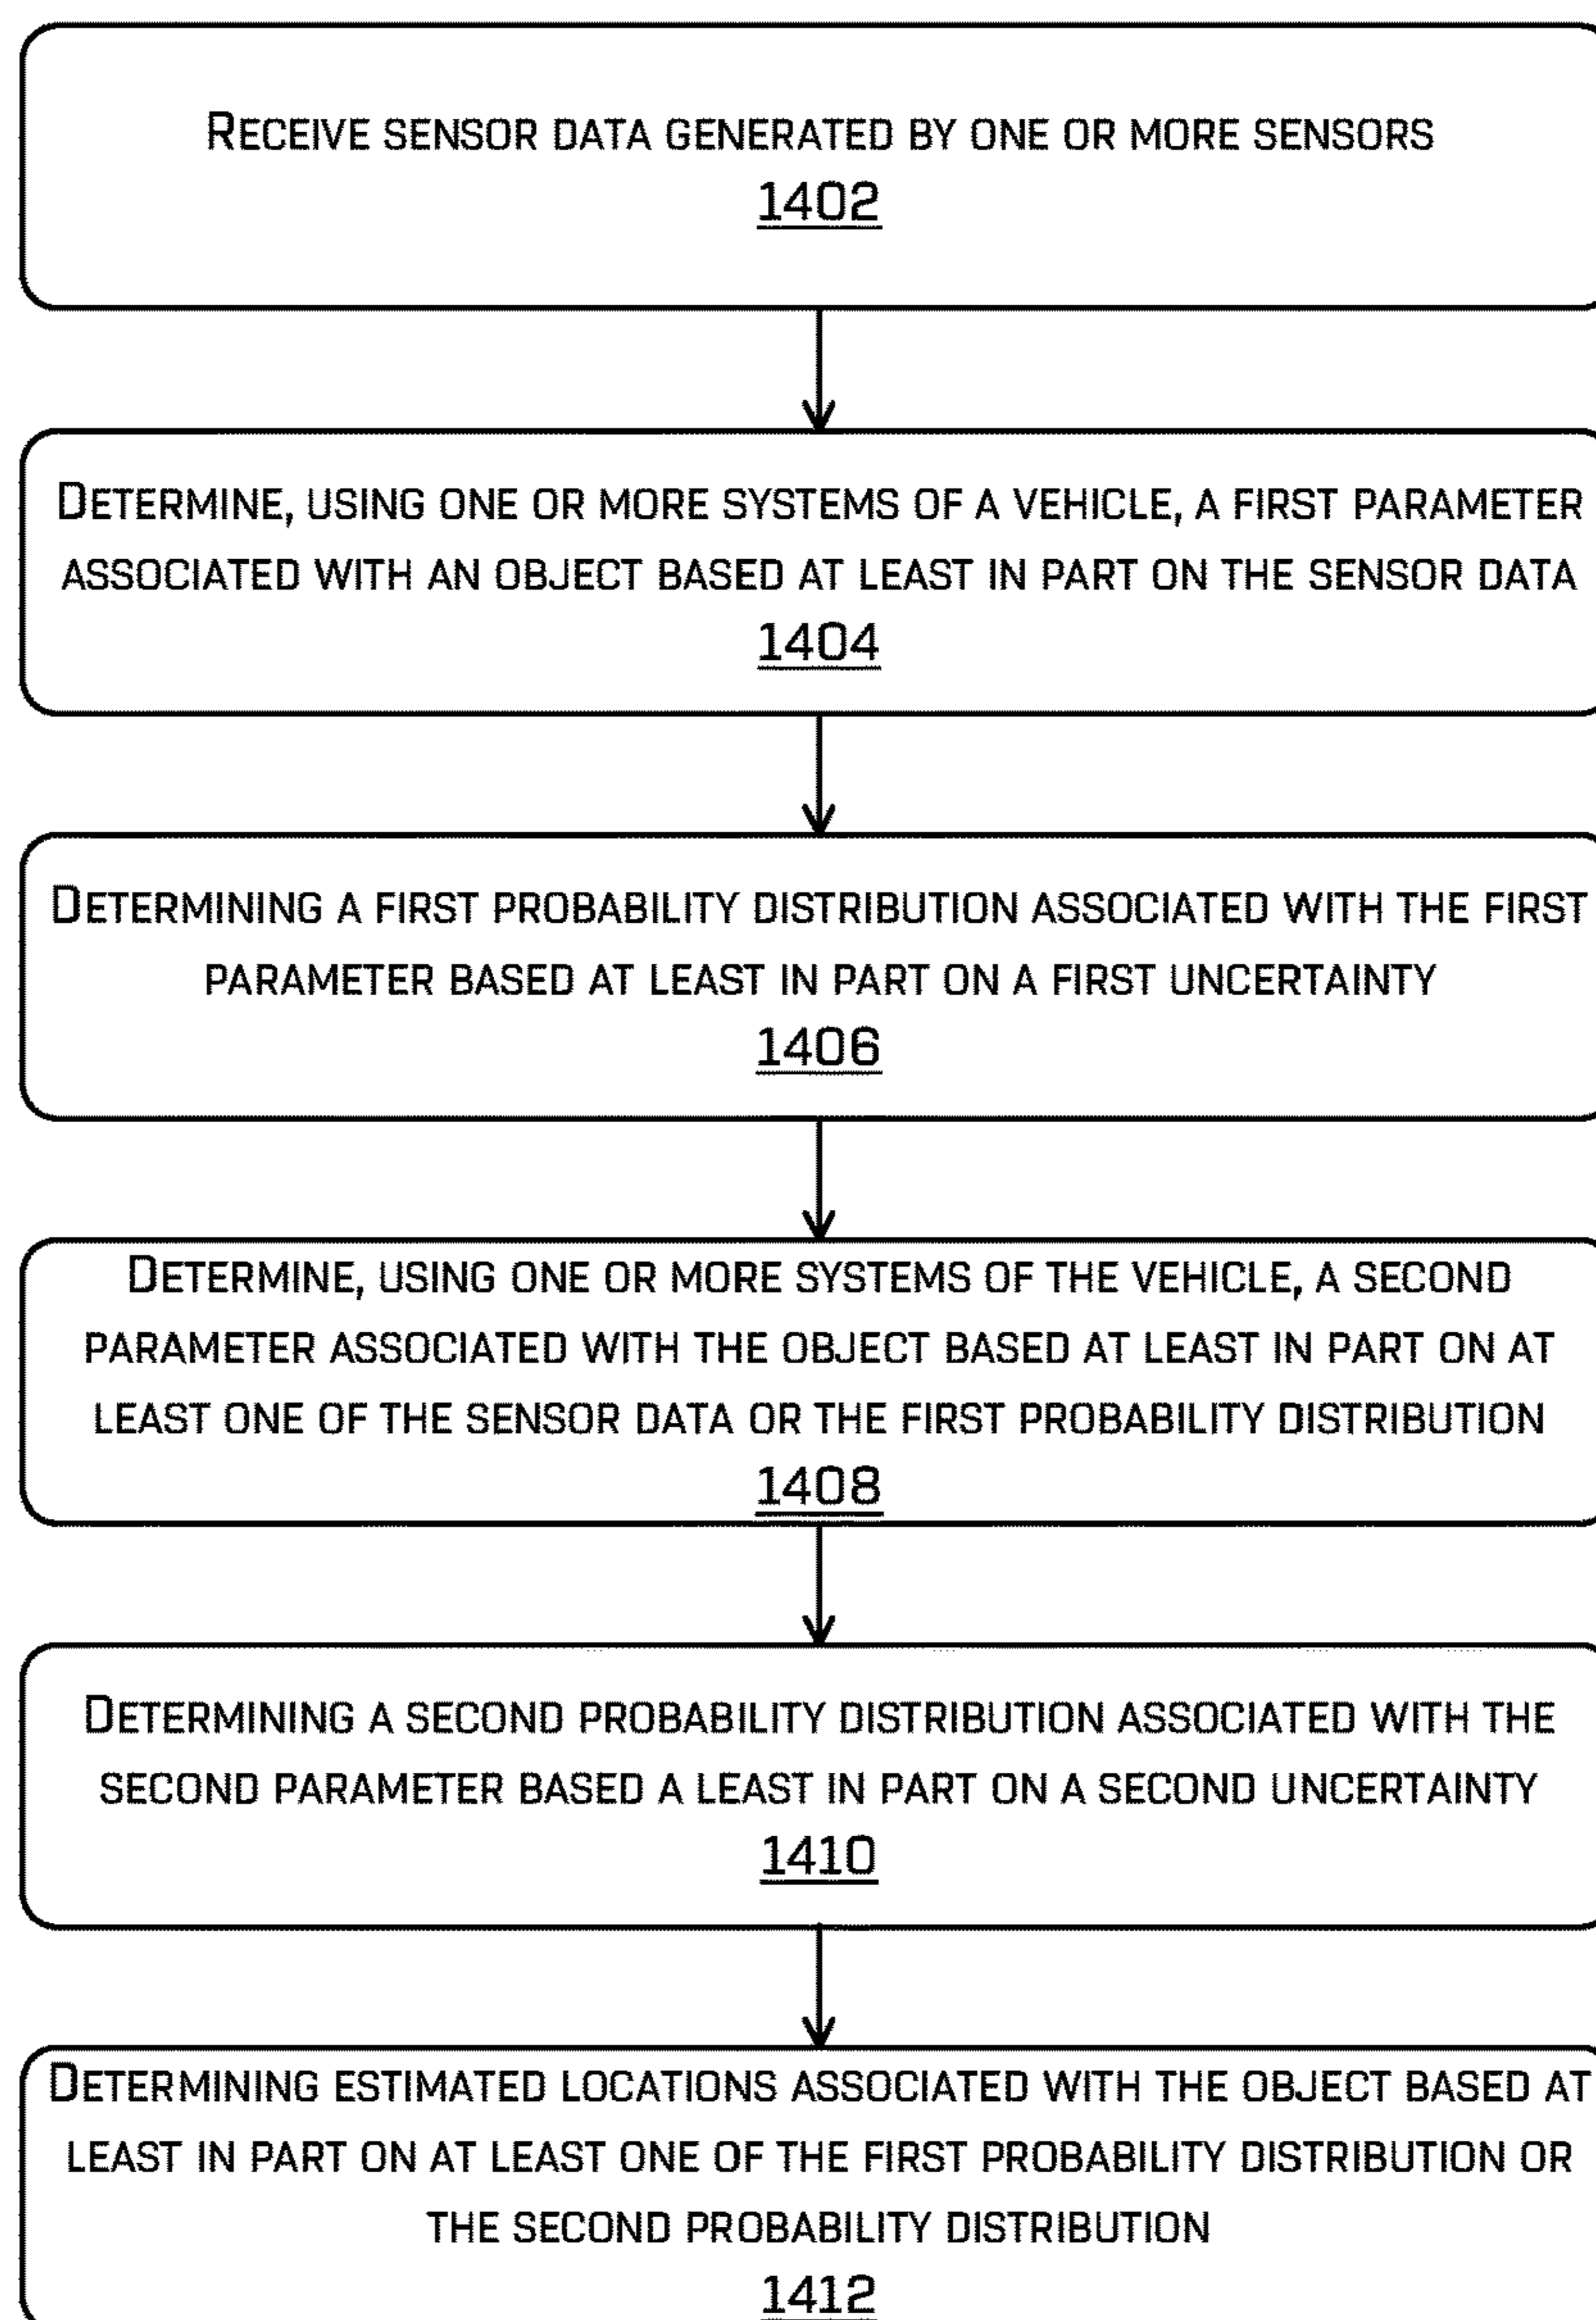 Receive sensor data generated by one or more sensors
1402
Determine, using one or more systems of a vehicle, a first parameter
associated with an object based at least in part on the sensor data
1404
Determining a first probability distribution associated with the first
parameter based at least in part on a first uncertainty
1406
Determine, using one or more systems of the vehicle, a second
parameter associated with the object based at least in part on at
least one of the sensor data or the first probability distribution
1408
Determining a second probability distribution associated with the
second parameter based a least in part on a second uncertainty
1410
Determining estimated locations associated with the object based at
least in part on at least one of the first probability distribution or
the second probability distribution
1412